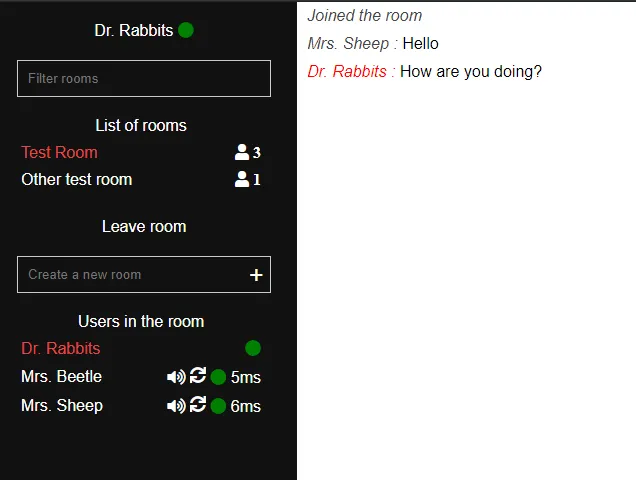 Dr. Rabbits
Filter rooms
List of rooms
Test Room 3
Other test room 1
Leave room
Create a new room +
Users in the room
Dr. Rabbits
Mrs. Beetle 5ms
Mrs. Sheep 6ms
Joined the room
Mrs. Sheep : Hello
Dr. Rabbits : How are you doing?